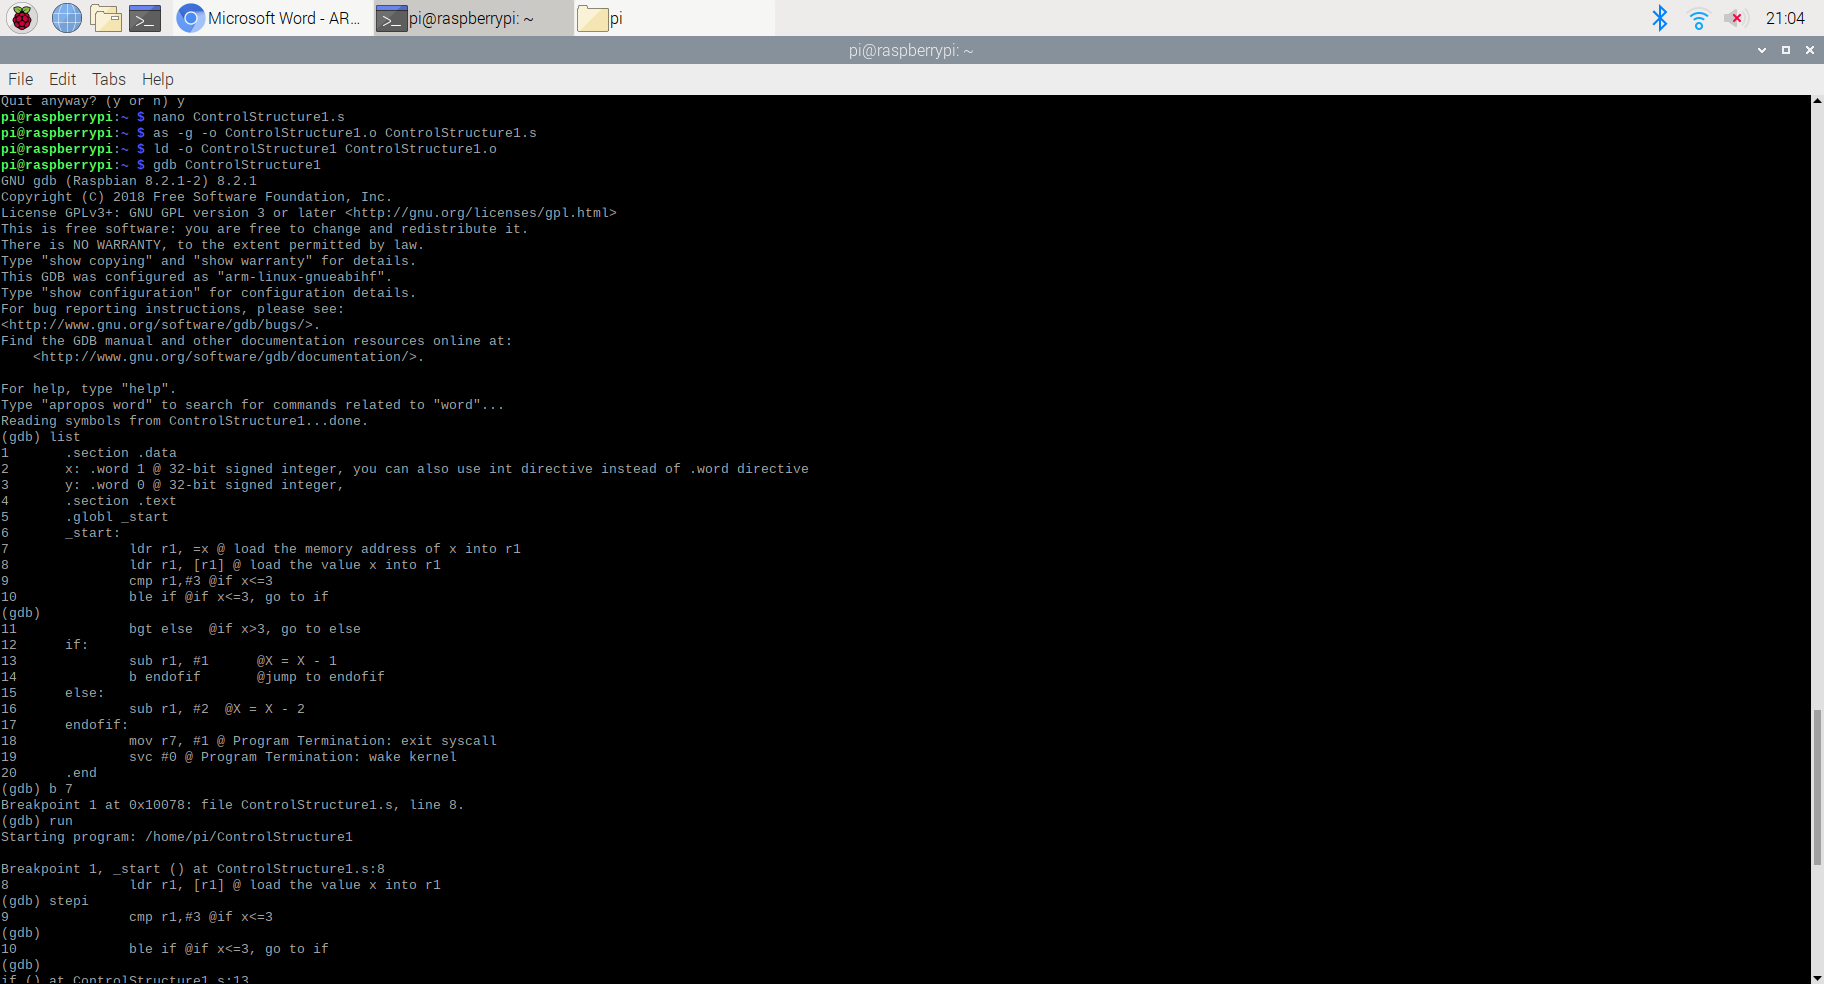 Microsoft Word - AR... pi@raspberrypi: ~ pi 21:04
pi@raspberrypi: ~
File Edit Tabs Help
Quit anyway? (y or n) y
pi@raspberrypi:~ $ nano ControlStructure1.s
pi@raspberrypi:~ $ as -g -o ControlStructure1.o ControlStructure1.s
pi@raspberrypi:~ $ ld -o ControlStructure1 ControlStructure1.o
pi@raspberrypi:~ $ gdb ControlStructure1
GNU gdb (Raspbian 8.2.1-2) 8.2.1
Copyright (C) 2018 Free Software Foundation, Inc.
License GPLv3+: GNU GPL version 3 or later <http://gnu.org/licenses/gpl.html>
This is free software: you are free to change and redistribute it.
There is NO WARRANTY, to the extent permitted by law.
Type "show copying" and "show warranty" for details.
This GDB was configured as "arm-linux-gnueabihf".
Type "show configuration" for configuration details.
For bug reporting instructions, please see:
<http://www.gnu.org/software/gdb/bugs/>.
Find the GDB manual and other documentation resources online at:
    <http://www.gnu.org/software/gdb/documentation/>.

For help, type "help".
Type "apropos word" to search for commands related to "word"...
Reading symbols from ControlStructure1...done.
(gdb) list
1       .section .data
2       x: .word 1 @ 32-bit signed integer, you can also use int directive instead of .word directive
3       y: .word 0 @ 32-bit signed integer,
4       .section .text
5       .globl _start
6       _start:
7               ldr r1, =x @ load the memory address of x into r1
8               ldr r1, [r1] @ load the value x into r1
9               cmp r1,#3 @if x<=3
10              ble if @if x<=3, go to if
(gdb)
11              bgt else  @if x>3, go to else
12      if:
13              sub r1, #1      @X = X - 1
14              b endofif       @jump to endofif
15      else:
16              sub r1, #2  @X = X - 2
17      endofif:
18              mov r7, #1 @ Program Termination: exit syscall
19              svc #0 @ Program Termination: wake kernel
20      .end
(gdb) b 7
Breakpoint 1 at 0x10078: file ControlStructure1.s, line 8.
(gdb) run
Starting program: /home/pi/ControlStructure1

Breakpoint 1, _start () at ControlStructure1.s:8
8               ldr r1, [r1] @ load the value x into r1
(gdb) stepi
9               cmp r1,#3 @if x<=3
(gdb)
10              ble if @if x<=3, go to if
(gdb)
if () at ControlStructure1.s:13